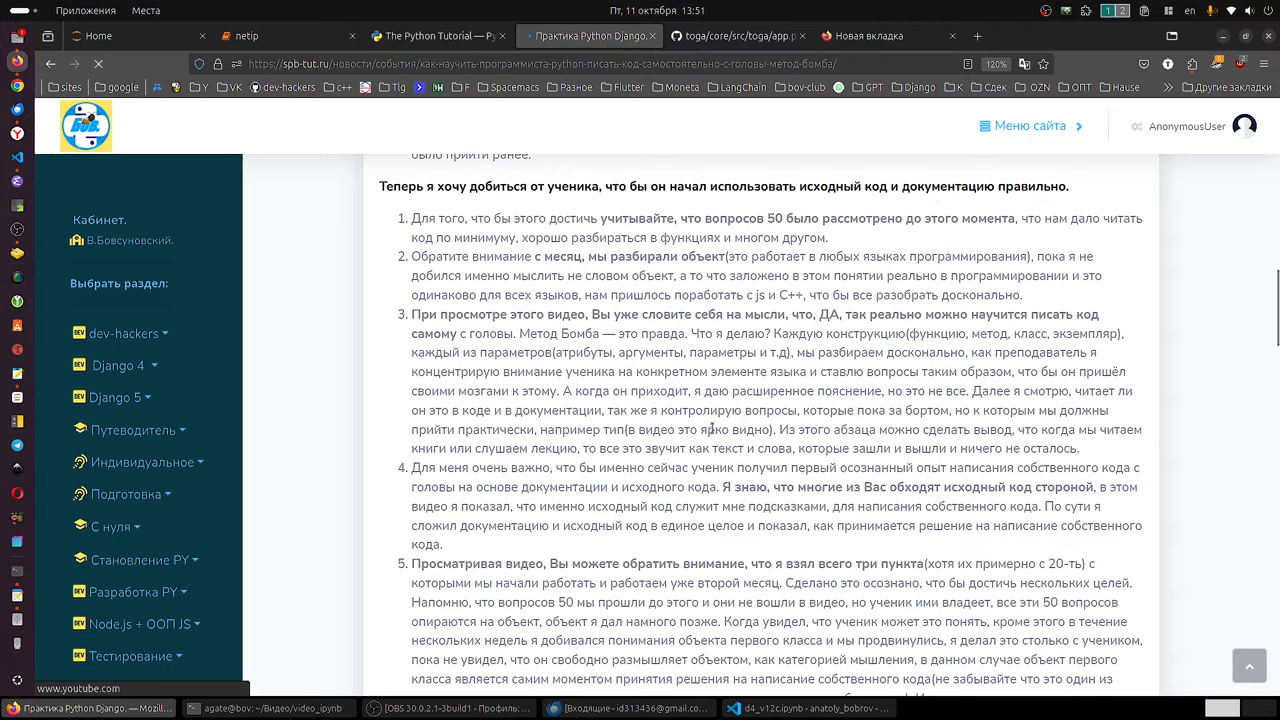 Приложения Места Пт, 11 октября 13:51 1 2 en
Home netip The Python Tutorial — Py Практика Python Django. toga/core/src/toga/app.p Новая вкладка
https://spb-tut.ru/новости/события/как-научить-программиста-python-писать-код-самостоятельно-с-головы-метод-бомбы/ 120%
sites google Y VK dev-hackers c++ Tlg H F Spacemacs Разное Flutter Moneta LangChain bov-club GPT Django K Сдек OZN ОПТ Hause Другие закладки
Бов.
Меню сайта
AnonymousUser
Кабинет.
В.Бовсуновский.
Выбрать раздел:
dev-hackers
Django 4
Django 5
Путеводитель
Индивидуальное
Подготовка
С нуля
Становление PY
Разработка PY
Node.js + ООП JS
Тестирование
было прийти ранее.
Теперь я хочу добиться от ученика, что бы он начал использовать исходный код и документацию правильно.
1. Для того, что бы этого достичь учитывайте, что вопросов 50 было рассмотрено до этого момента, что нам дало читать
код по минимуму, хорошо разбираться в функциях и многом другом.
2. Обратите внимание с месяц, мы разбирали объект(это работает в любых языках программирования), пока я не
добился именно мыслить не словом объект, а то что заложено в этом понятии реально в программировании и это
одинаково для всех языков, нам пришлось поработать с js и C++, что бы все разобрать досконально.
3. При просмотре этого видео, Вы уже словите себя на мысли, что, ДА, так реально можно научится писать код
самому с головы. Метод Бомба — это правда. Что я делаю? Каждую конструкцию(функцию, метод, класс, экземпляр),
каждый из параметров(атрибуты, аргументы, параметры и т.д), мы разбираем досконально, как преподаватель я
концентрирую внимание ученика на конкретном элементе языка и ставлю вопросы таким образом, что бы он пришёл
своими мозгами к этому. А когда он приходит, я даю расширенное пояснение, но это не все. Далее я смотрю, читает ли
он это в коде и в документации, так же я контролирую вопросы, которые пока за бортом, но к которым мы должны
прийти практически, например тип(в видео это ярко видно). Из этого абзаца можно сделать вывод, что когда мы читаем
книги или слушаем лекцию, то все это звучит как текст и слова, которые зашли и вышли и ничего не осталось.
4. Для меня очень важно, что бы именно сейчас ученик получил первый осознанный опыт написания собственного кода с
головы на основе документации и исходного кода. Я знаю, что многие из Вас обходят исходный код стороной, в этом
видео я показал, что именно исходный код служит мне подсказками, для написания собственного кода. По сути я
сложил документацию и исходный код в единое целое и показал, как принимается решение на написание собственного
кода.
5. Просматривая видео, Вы можете обратить внимание, что я взял всего три пункта(хотя их примерно с 20-ть) с
которыми мы начали работать и работаем уже второй месяц. Сделано это осознано, что бы достичь нескольких целей.
Напомню, что вопросов 50 мы прошли до этого и они не вошли в видео, но ученик ими владеет, все эти 50 вопросов
опираются на объект, объект я дал намного позже. Когда увидел, что ученик может это понять, кроме этого в течение
нескольких недель я добивался понимания объекта первого класса и мы продвинулись, я делал это столько с учеником,
пока не увидел, что он свободно размышляет объектом, как категорией мышления, в данном случае объект первого
класса является самим моментом принятия решения на написание собственного кода(не забывайте что это один из
www.youtube.com
Практика Python Django. — Mozil... agate@bov: ~/Видео/video_ipynb [OBS 30.0.2.1-3build1 - Профиль: ... [Входящие - id313436@gmail.co... d4_v12c.ipynb - anatoly_bobrov - ...